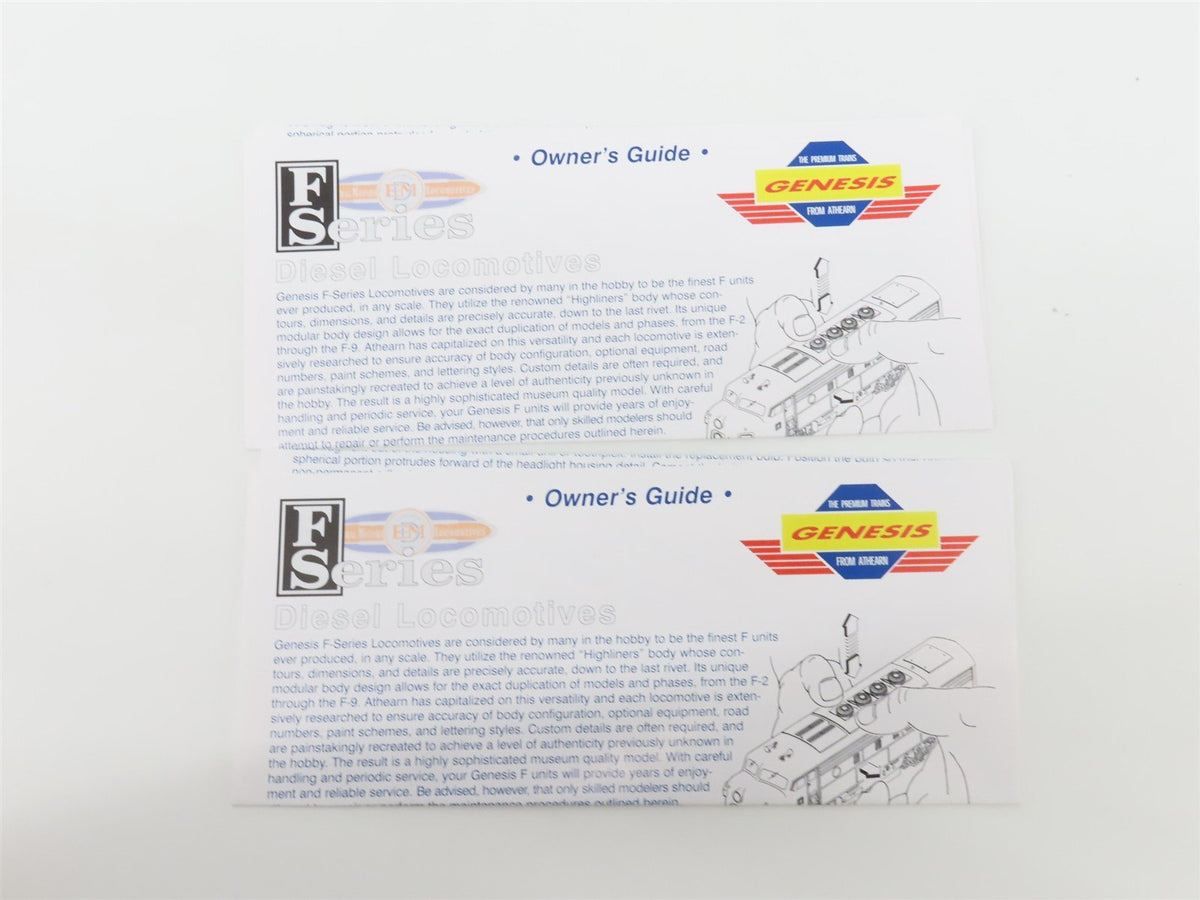 spherical portion
• Owner's Guide •
THE PREMIUM TRAINS
GENESIS
FROM ATHEARN
EMD
Locomotives
F
Series
Diesel Locomotives
Genesis F-Series Locomotives are considered by many in the hobby to be the finest F units
ever produced, in any scale. They utilize the renowned "Highliners" body whose con-
tours, dimensions, and details are precisely accurate, down to the last rivet. Its unique
modular body design allows for the exact duplication of models and phases, from the F-2
through the F-9. Athearn has capitalized on this versatility and each locomotive is exten-
sively researched to ensure accuracy of body configuration, optional equipment, road
numbers, paint schemes, and lettering styles. Custom details are often required, and
are painstakingly recreated to achieve a level of authenticity previously unknown in
the hobby. The result is a highly sophisticated museum quality model. With careful
handling and periodic service, your Genesis F units will provide years of enjoy-
ment and reliable service. Be advised, however, that only skilled modelers should
attempt to repair or perform the maintenance procedures outlined herein.
spherical portion protrudes forward of the headlight housing detail.
• Owner's Guide •
THE PREMIUM TRAINS
GENESIS
FROM ATHEARN
EMD
Locomotives
F
Series
Diesel Locomotives
Genesis F-Series Locomotives are considered by many in the hobby to be the finest F units
ever produced, in any scale. They utilize the renowned "Highliners" body whose con-
tours, dimensions, and details are precisely accurate, down to the last rivet. Its unique
modular body design allows for the exact duplication of models and phases, from the F-2
through the F-9. Athearn has capitalized on this versatility and each locomotive is exten-
sively researched to ensure accuracy of body configuration, optional equipment, road
numbers, paint schemes, and lettering styles. Custom details are often required, and
are painstakingly recreated to achieve a level of authenticity previously unknown in
the hobby. The result is a highly sophisticated museum quality model. With careful
handling and periodic service, your Genesis F units will provide years of enjoy-
ment and reliable service. Be advised, however, that only skilled modelers should
perform the maintenance procedures outlined herein.